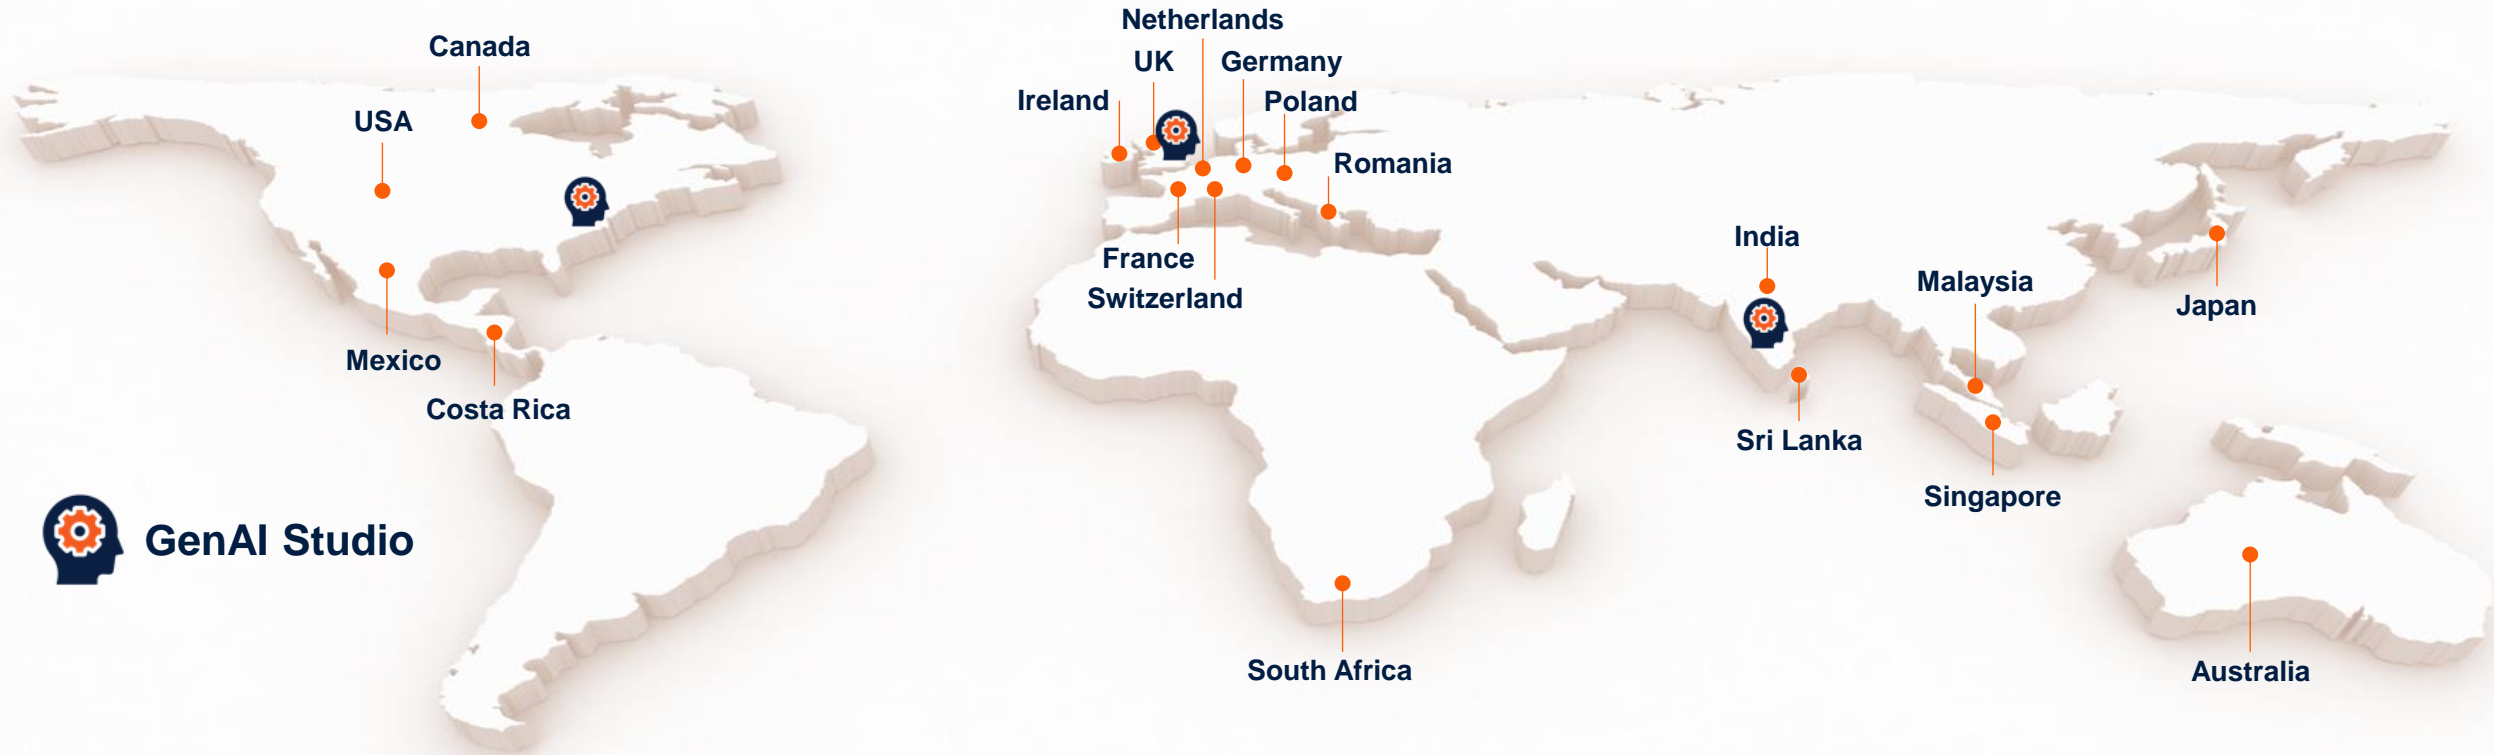 Netherlands
Canada
UK
Germany
Ireland
Poland
USA
Romania
India
France
Malaysia
Switzerland
Japan
Mexico
Costa Rica
Sri Lanka
Singapore
GenAI Studio
South Africa
Australia